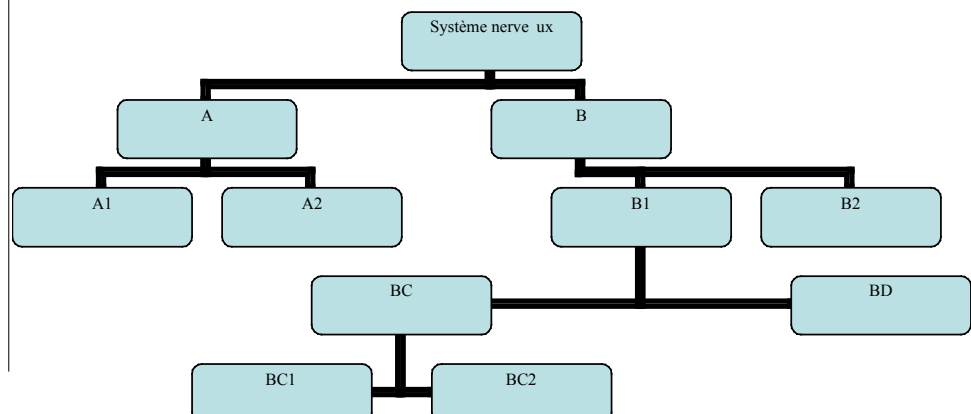 Système nerve ux
A
B
A1
A2
B1
B2
BC
BD
BC1
BC2